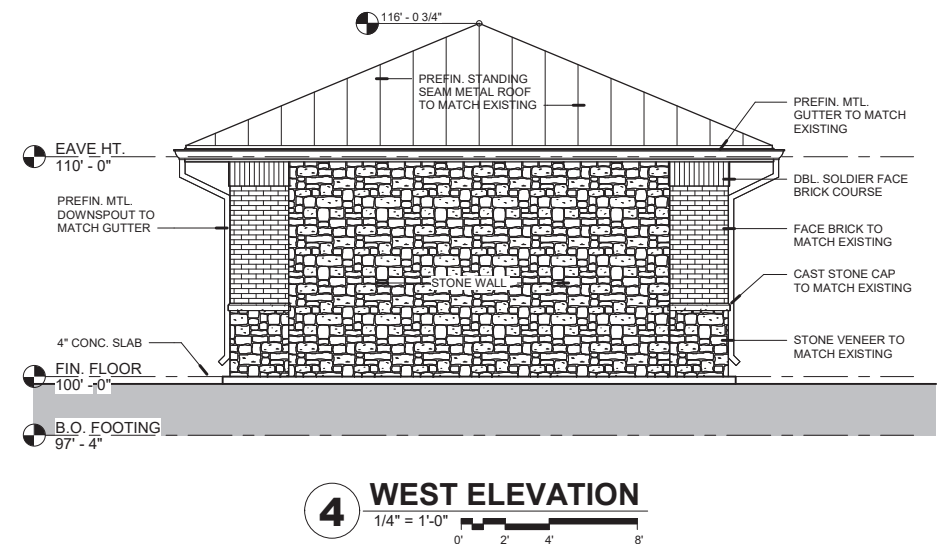 116' - 0 3/4"
PREFIN. STANDING
SEAM METAL ROOF
TO MATCH EXISTING
PREFIN. MTL.
GUTTER TO MATCH
EXISTING
EAVE HT.
110' - 0"
DBL. SOLDIER FACE
BRICK COURSE
PREFIN. MTL.
DOWNSPOUT TO
MATCH GUTTER
FACE BRICK TO
MATCH EXISTING
CAST STONE CAP
TO MATCH EXISTING
STONE WALL
4" CONC. SLAB
STONE VENEER TO
MATCH EXISTING
FIN. FLOOR
100' - 0"
B.O. FOOTING
97' - 4"
4
WEST ELEVATION
1/4" = 1'-0"
0' 2' 4' 8'